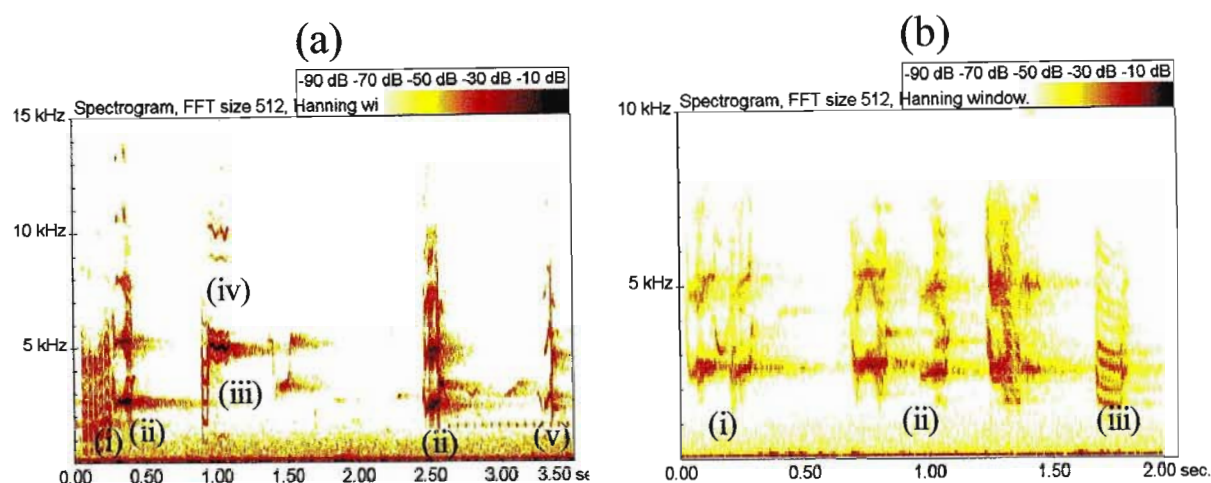 (a)
-90 dB -70 dB -50 dB -30 dB -10 dB
Spectrogram, FFT size 512, Hanning wi
15 kHz
10 kHz
5 kHz
(i)
(ii)
(iii)
(iv)
(ii)
(v)
0.00 0.50 1.00 1.50 2.00 2.50 3.00 3.50 se
(b)
-90 dB -70 dB -50 dB -30 dB -10 dB
Spectrogram, FFT size 512, Hanning window.
10 kHz
5 kHz
(i)
(ii)
(iii)
0.00 0.50 1.00 1.50 2.00 sec.